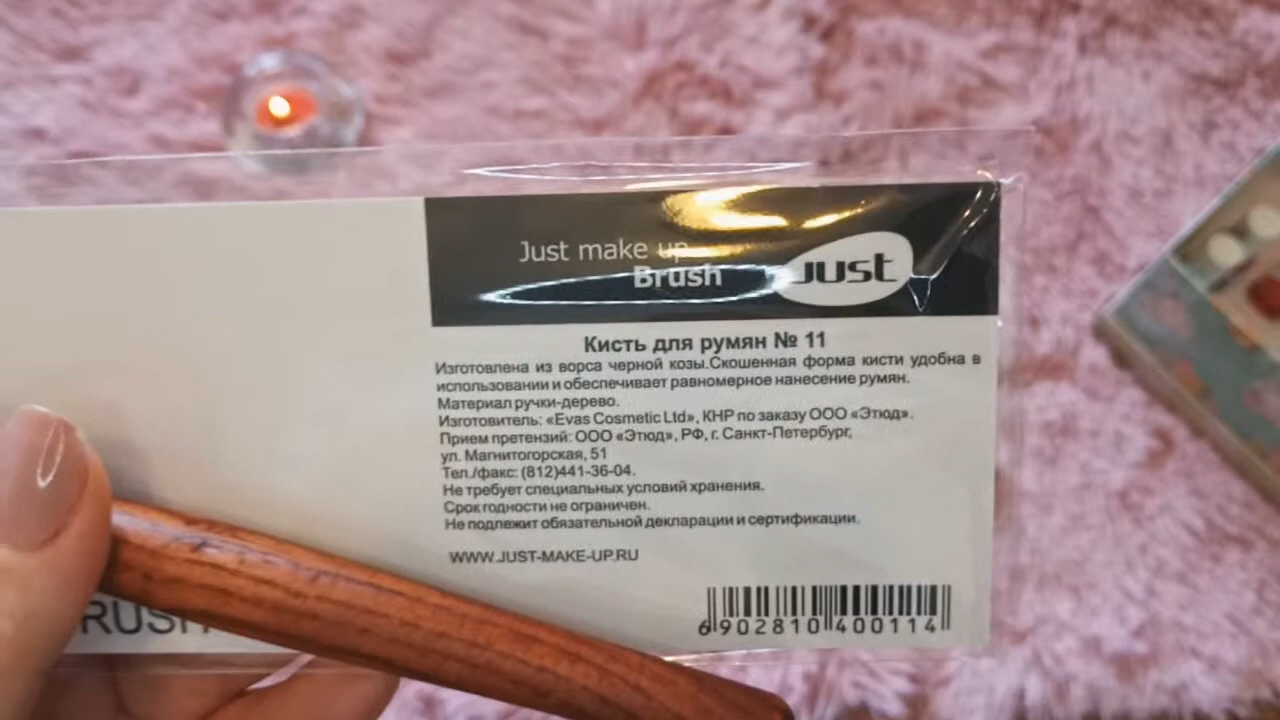 Just make up
Brush
Just
Кисть для румян № 11
Изготовлена из ворса черной козы.Скошенная форма кисти удобна в
использовании и обеспечивает равномерное нанесение румян.
Материал ручки-дерево.
Изготовитель: «Evas Cosmetic Ltd», КНР по заказу ООО «Этюд».
Прием претензий: ООО «Этюд», РФ, г. Санкт-Петербург,
ул. Магнитогорская, 51
Тел./факс: (812)441-36-04.
Не требует специальных условий хранения.
Срок годности не ограничен.
Не подлежит обязательной декларации и сертификации.
WWW.JUST-MAKE-UP.RU
6902810400114